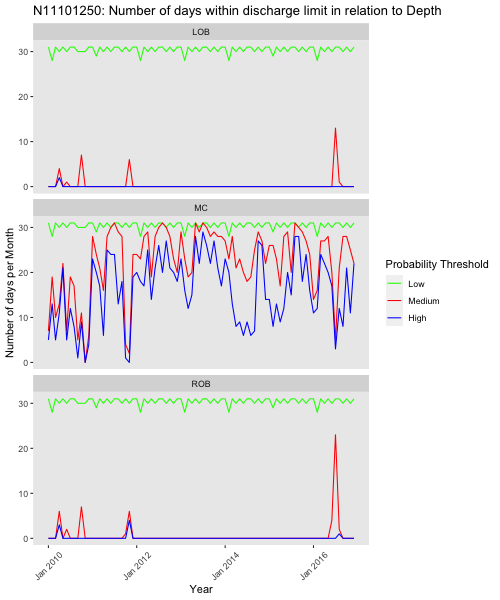 N11101250: Number of days within discharge limit in relation to Depth
LOB
30
20
10
0
MC
30
20
10
0
ROB
30
20
10
0
Number of days per Month
Jan 2010
Jan 2012
Jan 2014
Jan 2016
Year
Probability Threshold
Low
Medium
High